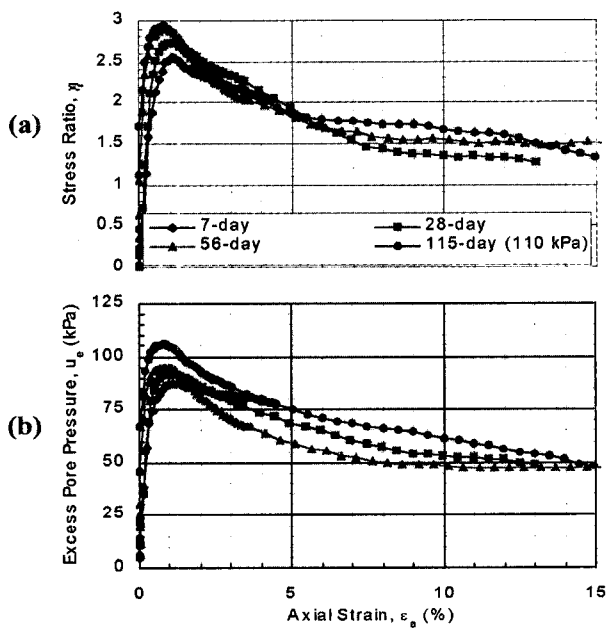 3
2.5
2
1.5
1
0.5
0
(a)
Stress Ratio, η
7-day
28-day
56-day
115-day (110 kPa)
125
100
75
50
25
0
(b)
Excess Pore Pressure, uₑ (kPa)
0
5
10
15
Axial Strain, εₐ (%)